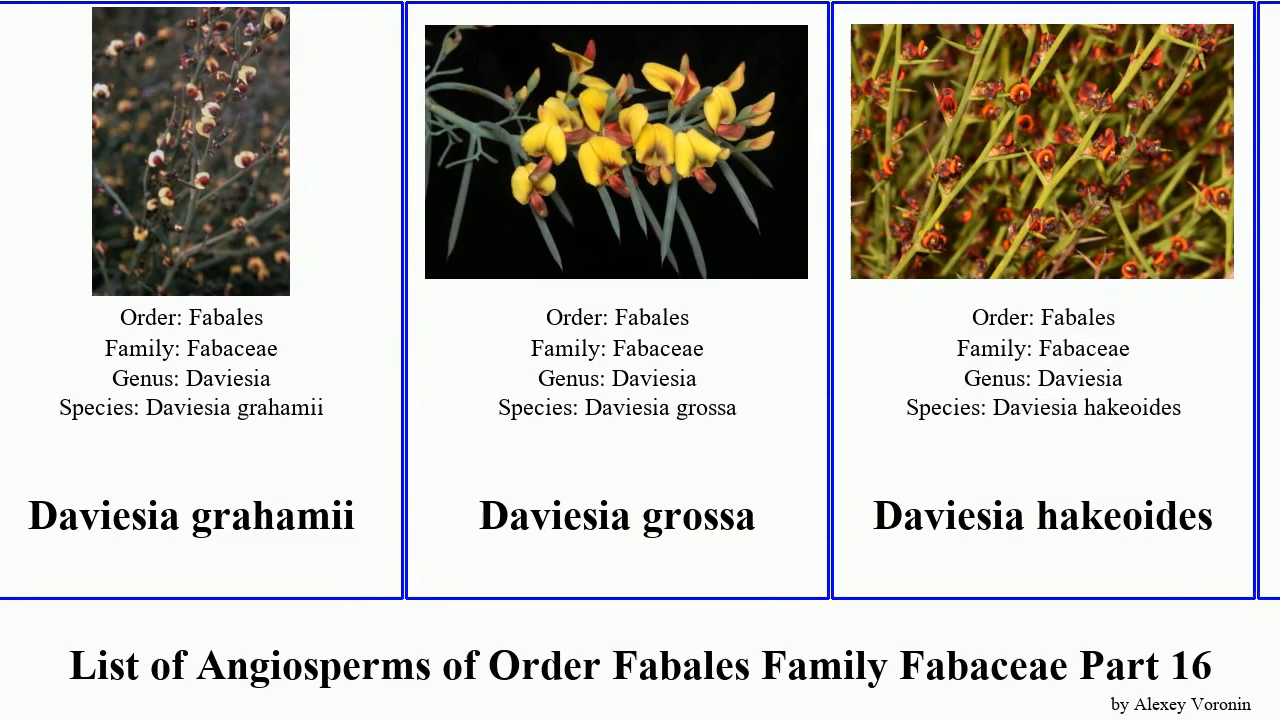 Order: Fabales
Family: Fabaceae
Genus: Daviesia
Species: Daviesia grahamii
Daviesia grahamii
Order: Fabales
Family: Fabaceae
Genus: Daviesia
Species: Daviesia grossa
Daviesia grossa
Order: Fabales
Family: Fabaceae
Genus: Daviesia
Species: Daviesia hakeoides
Daviesia hakeoides
List of Angiosperms of Order Fabales Family Fabaceae Part 16
by Alexey Voronin